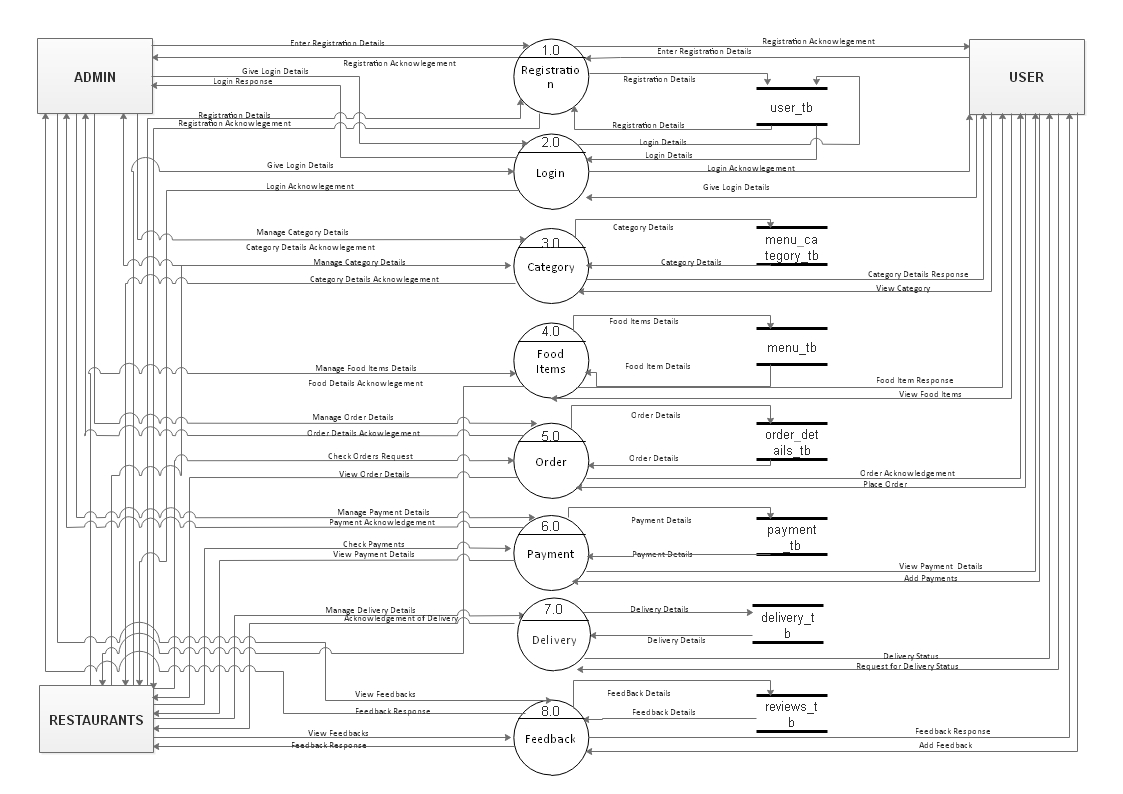 Enter Registration Details
1.0
Registration Acknowlegement
ADMIN
Registration Acknowlegement
Enter Registration Details
USER
Give Login Details
Registratio
n
Registration Details
Login Response
user_tb
Registration Details
Registration Acknowlegement
Registration Details
2.0
Login Details
Login Details
Give Login Details
Login
Login Acknowlegement
Login Acknowlegement
Give Login Details
Manage Category Details
3.0
Category Details
menu_ca
tegory_tb
Category Details Acknowlegement
Manage Category Details
Category
Category Details
Category Details Acknowlegement
Category Details Response
View Category
4.0
Food Items Details
Food
Items
menu_tb
Manage Food Items Details
Food Item Details
Food Details Acknowlegement
Food Item Response
View Food Items
Manage Order Details
Order Details
Order Details Ackowlegement
5.0
order_det
ails_tb
Check Orders Request
Order
Order Details
View Order Details
Order Acknowledgement
Place Order
Manage Payment Details
Payment Acknowledgement
6.0
Payment Details
payment
_tb
Check Payments
View Payment Details
Payment
Payment Details
View Payment  Details
Add Payments
Manage Delivery Details
7.0
Delivery Details
delivery_t
b
Acknowledgement of Delivery
Delivery
Delivery Details
Delivery Status
Request for Delivery Status
View Feedbacks
FeedBack Details
RESTAURANTS
Feedback Response
8.0
Feedback Details
reviews_t
b
View Feedbacks
Feedback
Feedback Response
Feedback Response
Add Feedback